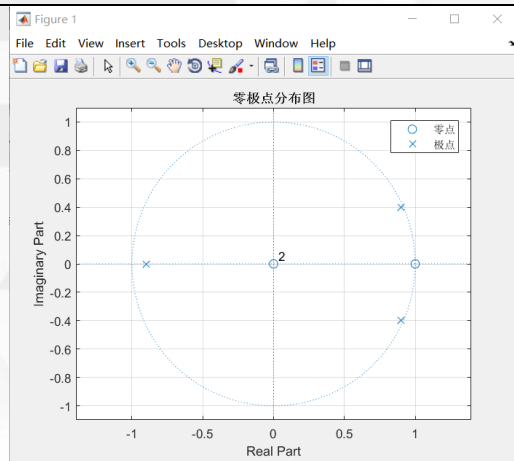 Figure 1
File Edit View Insert Tools Desktop Window Help
零极点分布图
零点
极点
1
0.8
0.6
0.4
0.2
0
-0.2
-0.4
-0.6
-0.8
-1
Imaginary Part
2
-1 -0.5 0 0.5 1
Real Part